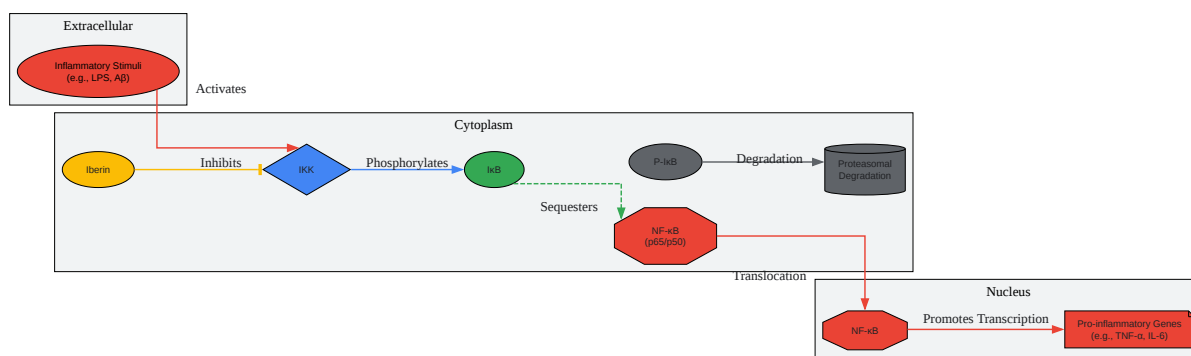 Extracellular
Inflammatory Stimuli
(e.g., LPS, Aβ)
Activates
Cytoplasm
Iberin
Inhibits
IKK
Phosphorylates
IκB
P-IκB
Degradation
Proteasomal
Degradation
Sequesters
NF-κB
(p65/p50)
Translocation
Nucleus
NF-κB
Promotes Transcription
Pro-inflammatory Genes
(e.g., TNF-α, IL-6)